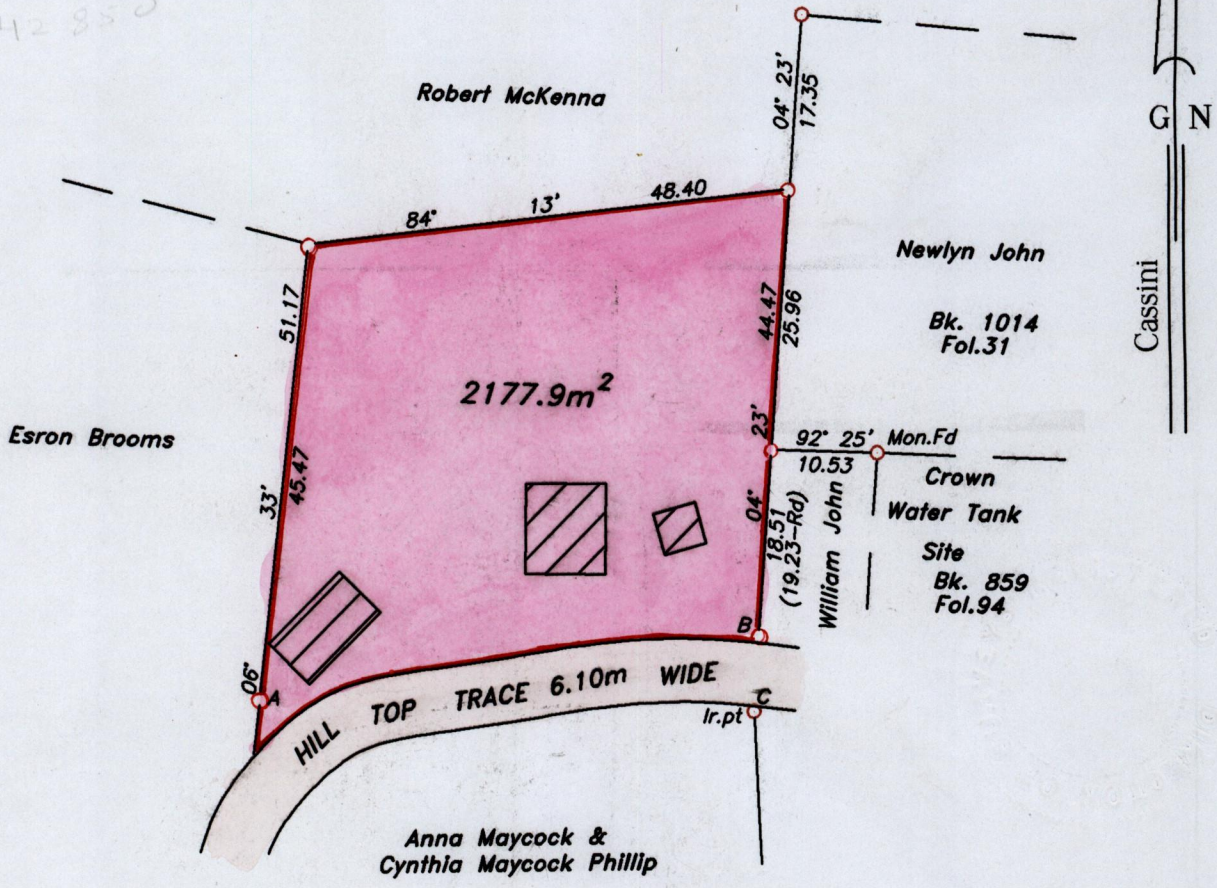 42 850
Robert McKenna
04° 23'
17.35
G N
Cassini
84° 13' 48.40
Newlyn John
Bk. 1014
Fol.31
51.17
44.47
25.96
2177.9m²
Esron Brooms
33'
45.47
23'
92° 25' Mon.Fd
10.53
Crown
Water Tank
Site
Bk. 859
Fol.94
04°
18.51
(19.23-Rd)
William John
B
06°
A
HILL TOP TRACE 6.10m WIDE
C
Ir.pt
Anna Maycock &
Cynthia Maycock Phillip